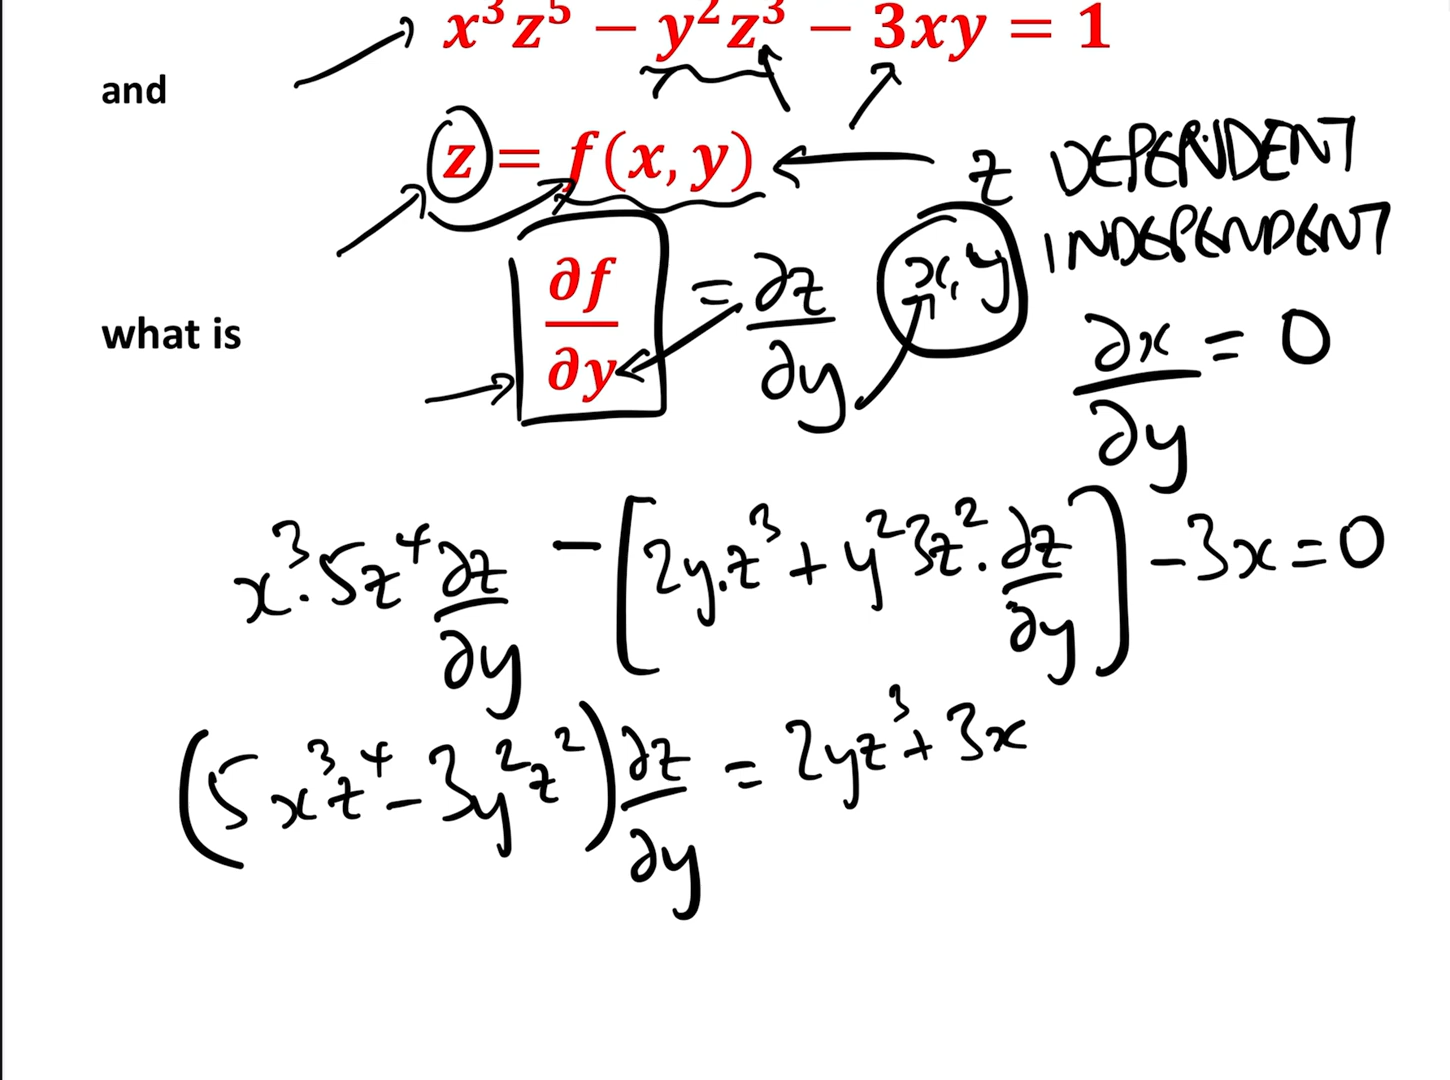 x³z⁵ − y²z³ − 3xy = 1
and
z = f(x, y) z DEPENDENT
x, y INDEPENDENT
what is ∂f/∂y = ∂z/∂y ∂x/∂y = 0
x³·5z⁴ ∂z/∂y − [2y·z³ + y²3z²·∂z/∂y] − 3x = 0
(5x³z⁴ − 3y²z²) ∂z/∂y = 2yz³ + 3x